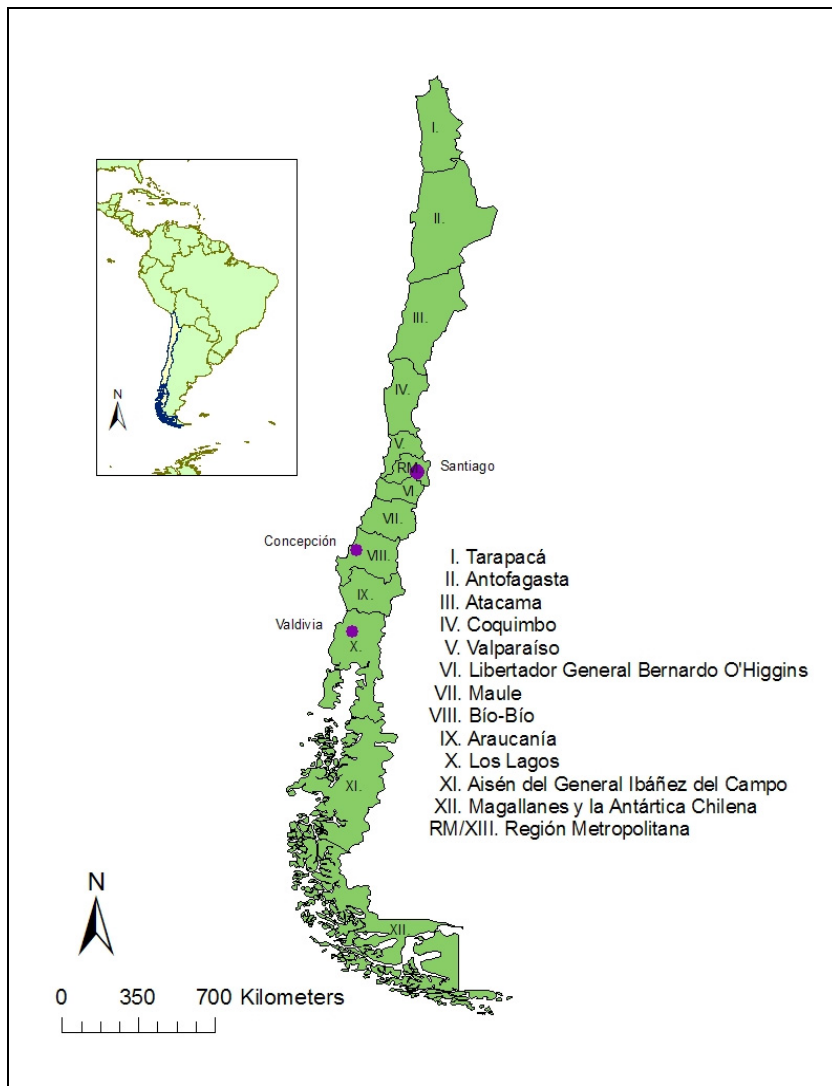 N
I.
II.
III.
IV.
V.
RM.
Santiago
VI.
VII.
Concepción
VIII.
IX.
Valdivia
X.
XI.
XII.
I. Tarapacá
II. Antofagasta
III. Atacama
IV. Coquimbo
V. Valparaíso
VI. Libertador General Bernardo O'Higgins
VII. Maule
VIII. Bío-Bío
IX. Araucanía
X. Los Lagos
XI. Aisén del General Ibáñez del Campo
XII. Magallanes y la Antártica Chilena
RM/XIII. Región Metropolitana
N
0 350 700 Kilometers